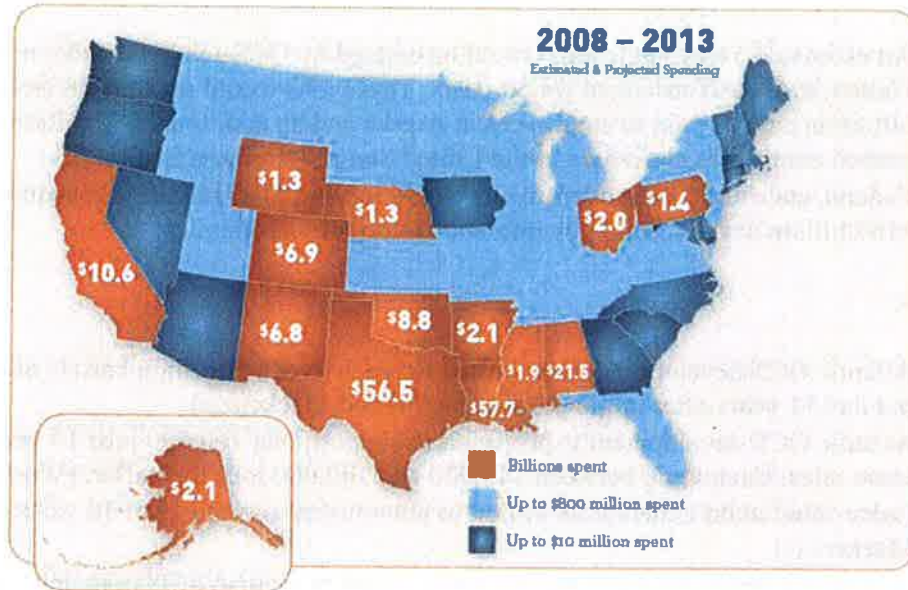 2008 – 2013
Estimated & Projected Spending
$1.3
$1.3
$2.0
$1.4
$10.6
$6.9
$6.8
$8.8
$2.1
$56.5
$1.9
$21.5
$57.7
$2.1
Billions spent
Up to $800 million spent
Up to $10 million spent